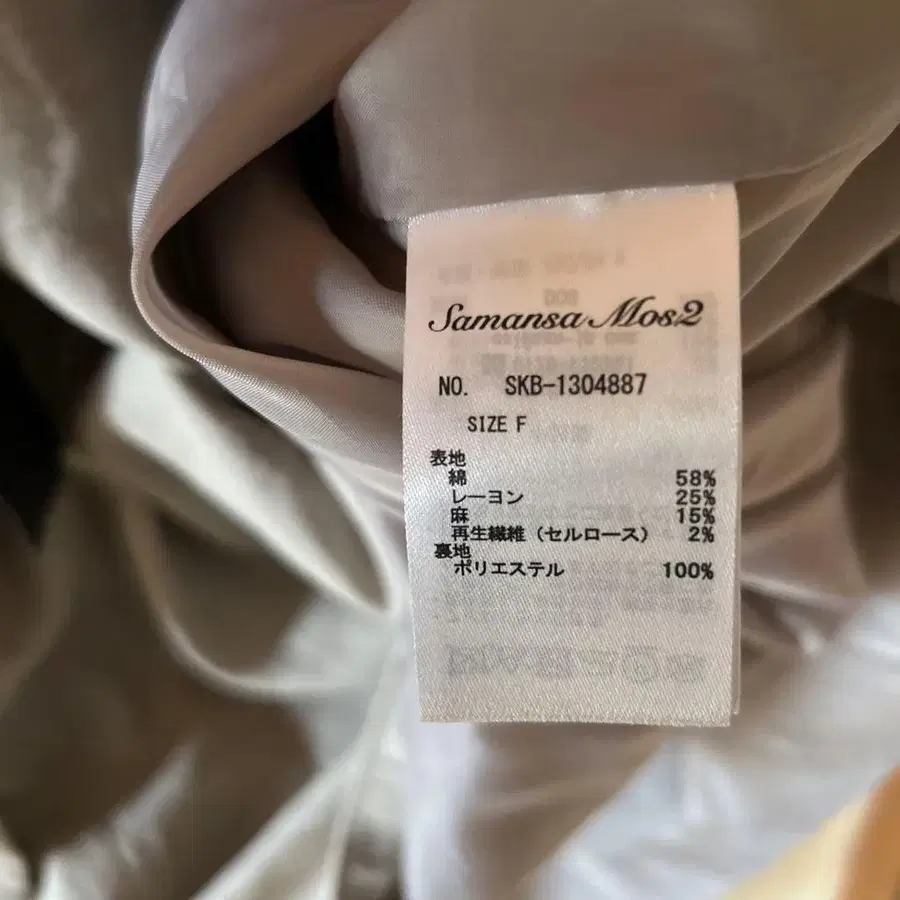 Samansa Mos2
NO. SKB-1304887
SIZE F
表地
綿 58%
レーヨン 25%
麻 15%
再生繊維（セルロース） 2%
裏地
ポリエステル 100%